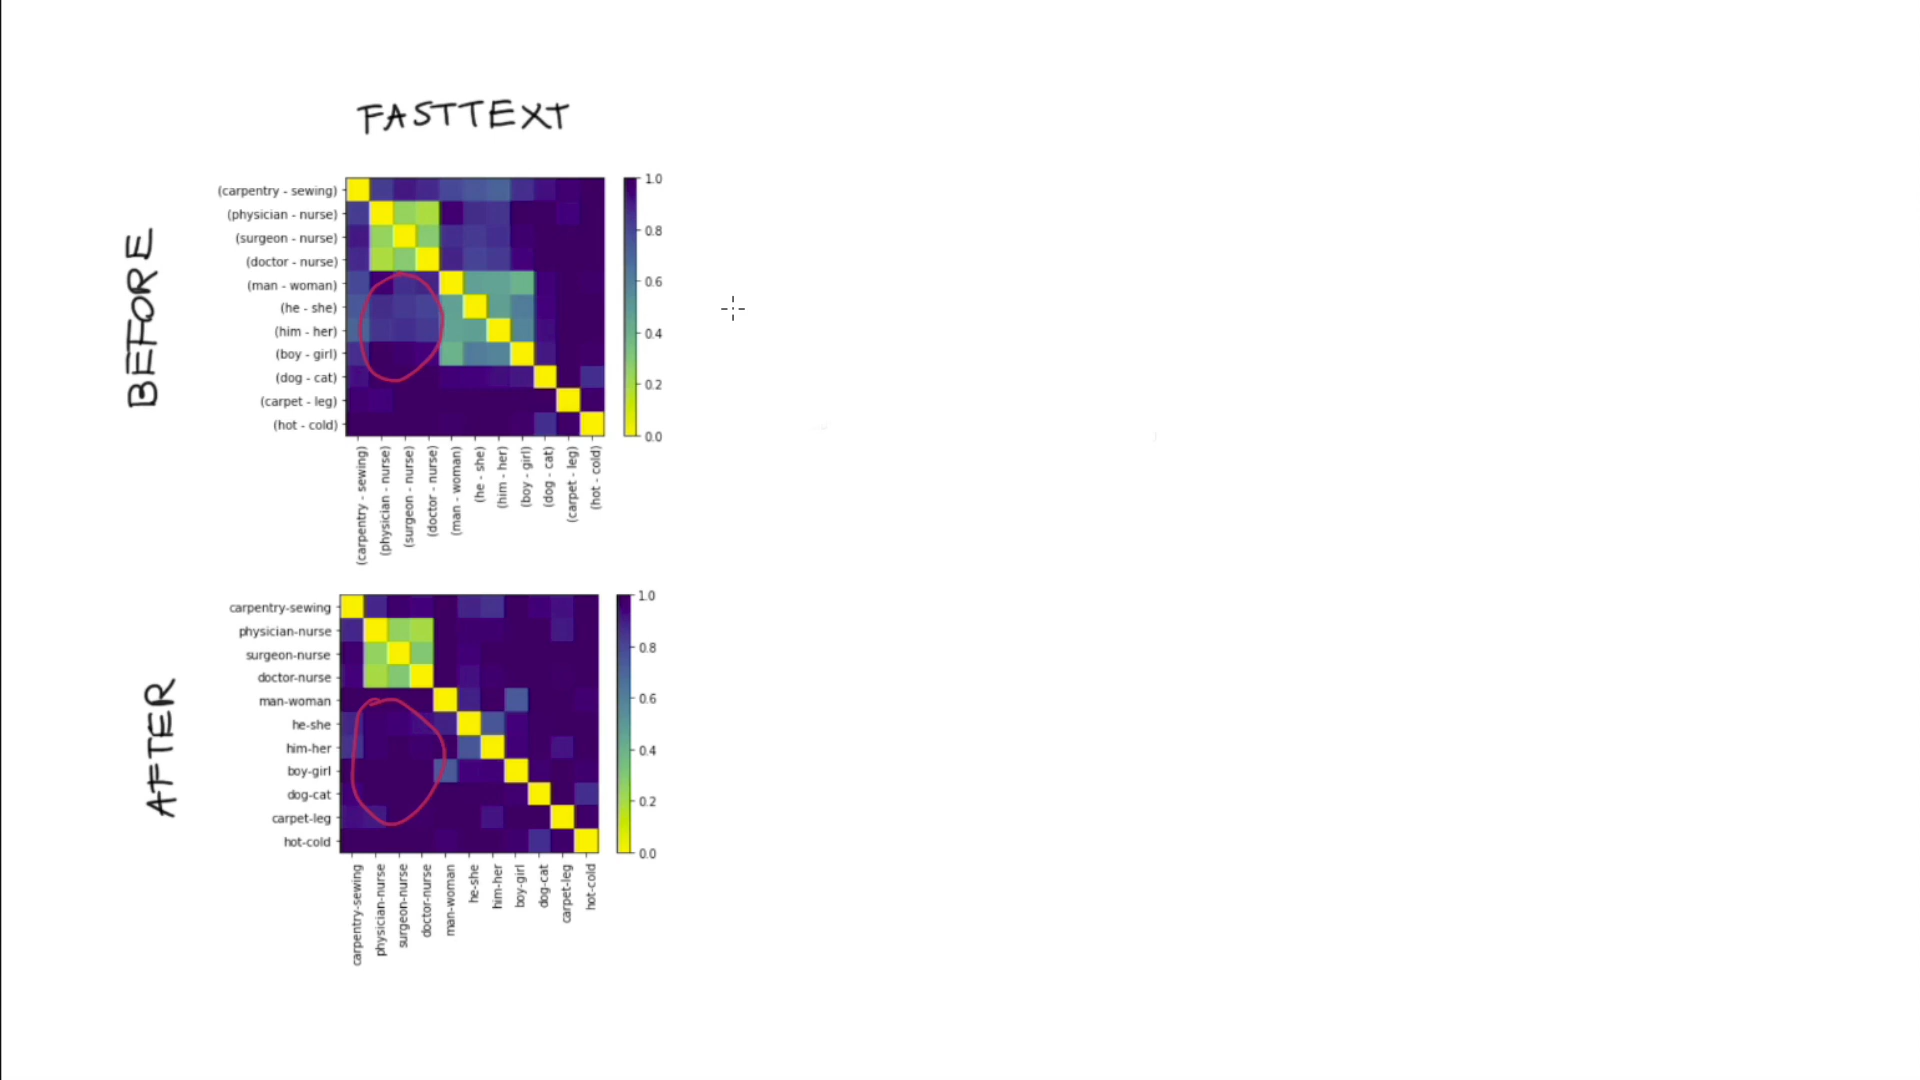 FASTTEXT
BEFORE
(carpentry - sewing)
(physician - nurse)
(surgeon - nurse)
(doctor - nurse)
(man - woman)
(he - she)
(him - her)
(boy - girl)
(dog - cat)
(carpet - leg)
(hot - cold)
1.0
0.8
0.6
0.4
0.2
0.0
(carpentry - sewing)
(physician - nurse)
(surgeon - nurse)
(doctor - nurse)
(man - woman)
(he - she)
(him - her)
(boy - girl)
(dog - cat)
(carpet - leg)
(hot - cold)
AFTER
carpentry-sewing
physician-nurse
surgeon-nurse
doctor-nurse
man-woman
he-she
him-her
boy-girl
dog-cat
carpet-leg
hot-cold
1.0
0.8
0.6
0.4
0.2
0.0
carpentry-sewing
physician-nurse
surgeon-nurse
doctor-nurse
man-woman
he-she
him-her
boy-girl
dog-cat
carpet-leg
hot-cold